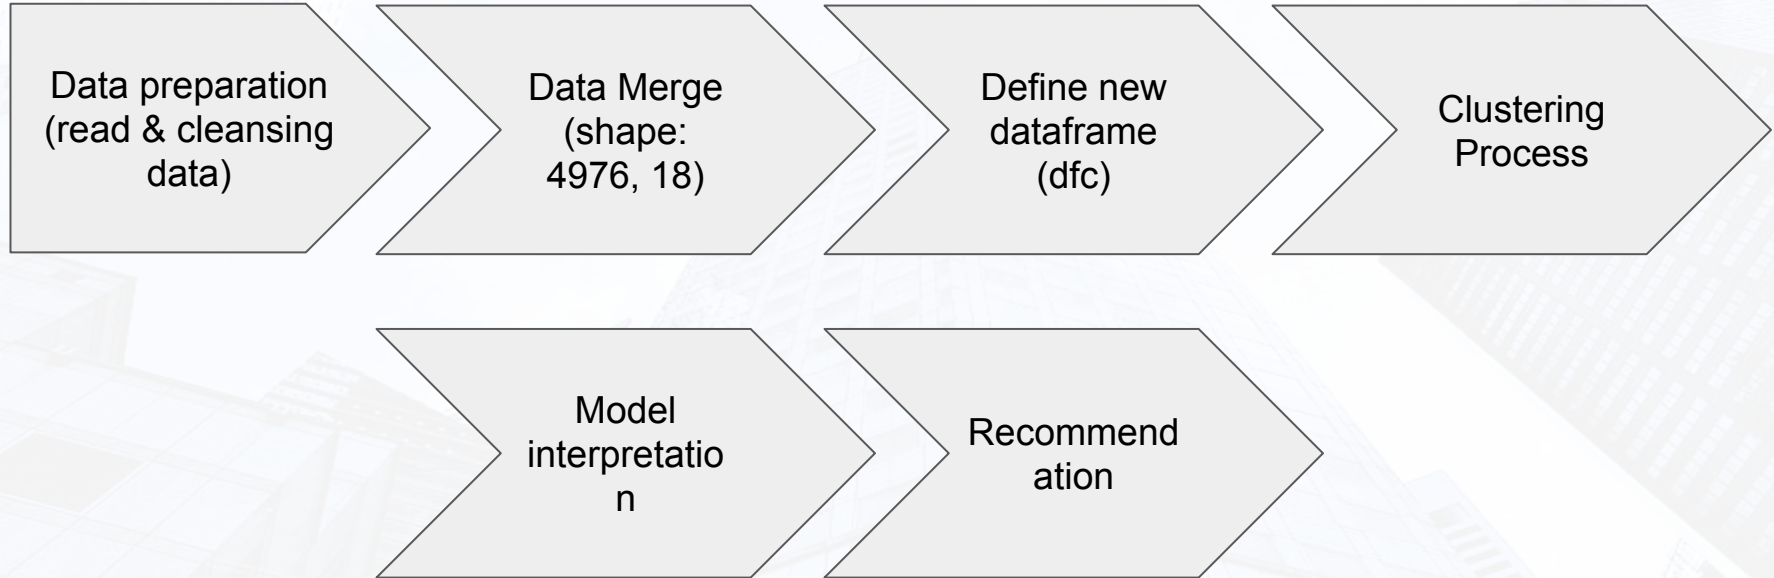 Data preparation
(read & cleansing
data)
Data Merge
(shape:
4976, 18)
Define new
dataframe
(dfc)
Clustering
Process
Model
interpretatio
n
Recommend
ation